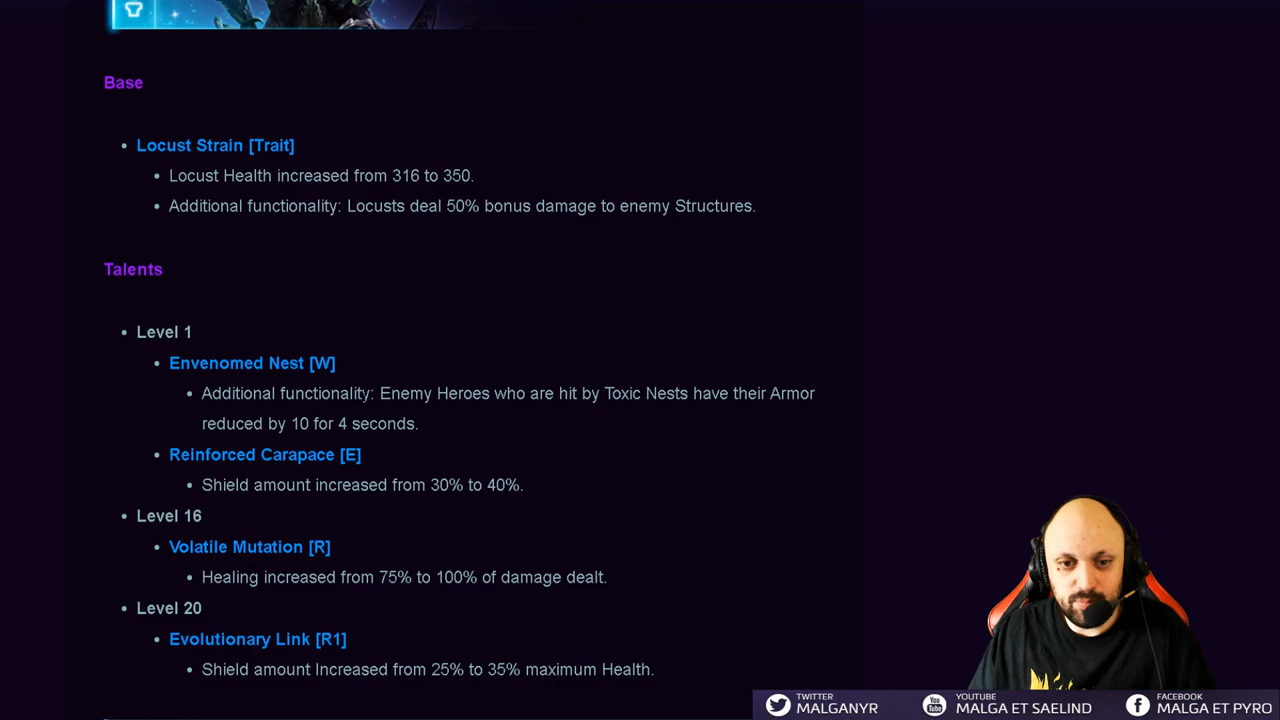 Base
Locust Strain [Trait]
Locust Health increased from 316 to 350.
Additional functionality: Locusts deal 50% bonus damage to enemy Structures.
Talents
Level 1
Envenomed Nest [W]
Additional functionality: Enemy Heroes who are hit by Toxic Nests have their Armor
reduced by 10 for 4 seconds.
Reinforced Carapace [E]
Shield amount increased from 30% to 40%.
Level 16
Volatile Mutation [R]
Healing increased from 75% to 100% of damage dealt.
Level 20
Evolutionary Link [R1]
Shield amount Increased from 25% to 35% maximum Health.
TWITTER
MALGANYR
YOUTUBE
MALGA ET SAELIND
FACEBOOK
MALGA ET PYRO